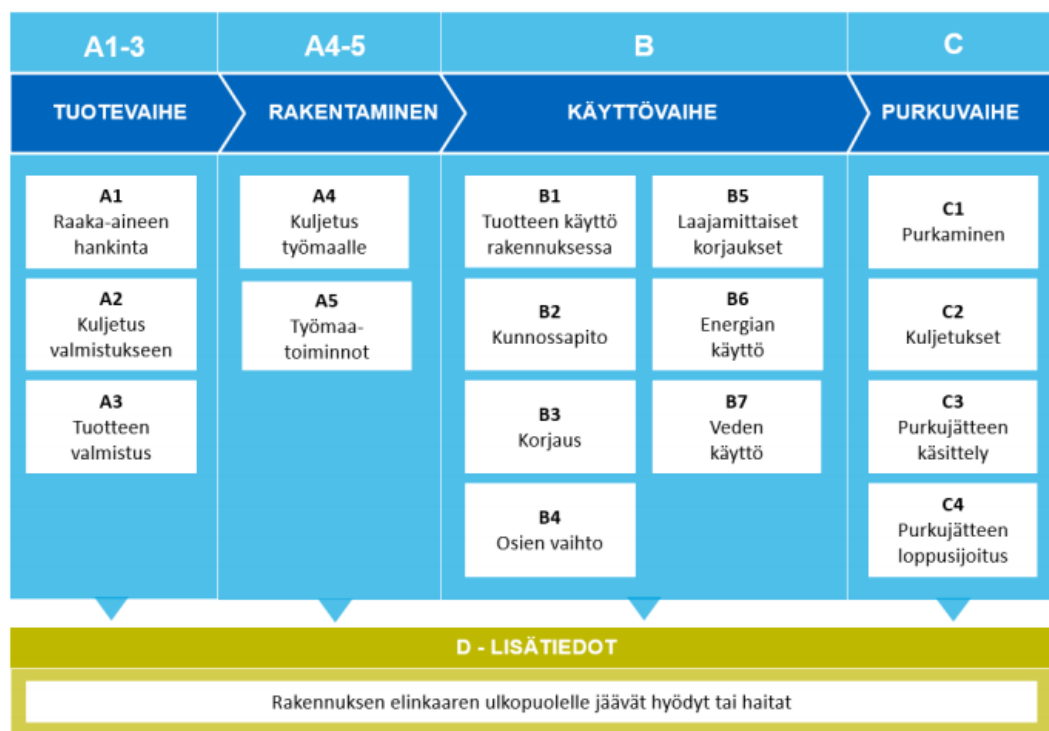 A1-3
A4-5
B
C
TUOTEVAIHE
RAKENTAMINEN
KÄYTTÖVAIHE
PURKUVAIHE
A1
Raaka-aineen
hankinta
A2
Kuljetus
valmistukseen
A3
Tuotteen
valmistus
A4
Kuljetus
työmaalle
A5
Työmaa-
toiminnot
B1
Tuotteen käyttö
rakennuksessa
B2
Kunnossapito
B3
Korjaus
B4
Osien vaihto
B5
Laajamittaiset
korjaukset
B6
Energian
käyttö
B7
Veden
käyttö
C1
Purkaminen
C2
Kuljetukset
C3
Purkujätteen
käsittely
C4
Purkujätteen
loppusijoitus
D - LISÄTIEDOT
Rakennuksen elinkaaren ulkopuolelle jäävät hyödyt tai haitat